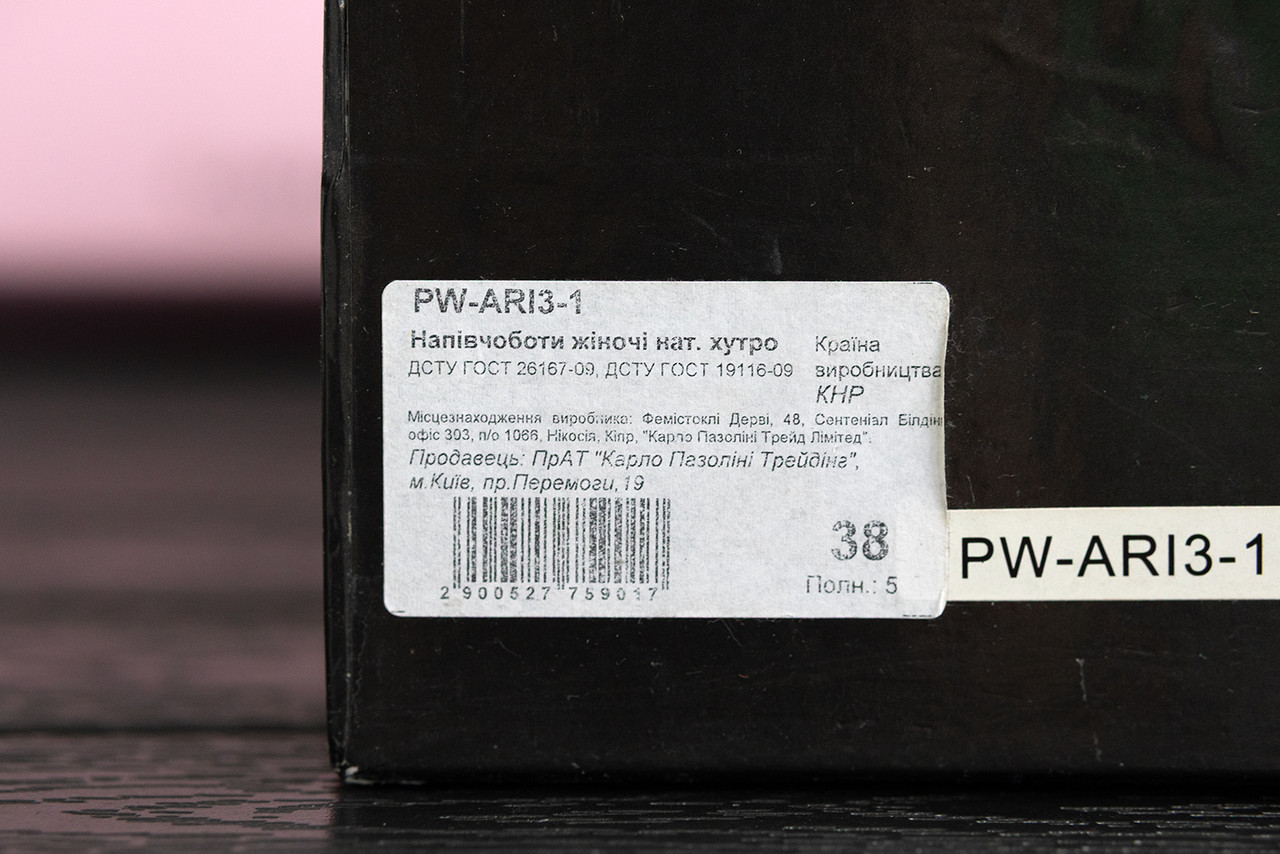 PW-ARI3-1
Напівчоботи жіночі нат. хутро
ДСТУ ГОСТ 26167-09, ДСТУ ГОСТ 19116-09
Країна
виробництва
КНР
Місцезнаходження виробника: Фемістоклі Дерві, 48, Сентеніал Білдін
офіс 303, п/о 1066, Нікосія, Кіпр, "Карло Пазоліні Трейд Лімітед".
Продавець: ПрАТ "Карло Пазоліні Трейдінг",
м.Київ, пр.Перемоги,19
38
Полн.: 5
2 900527 759017
PW-ARI3-1